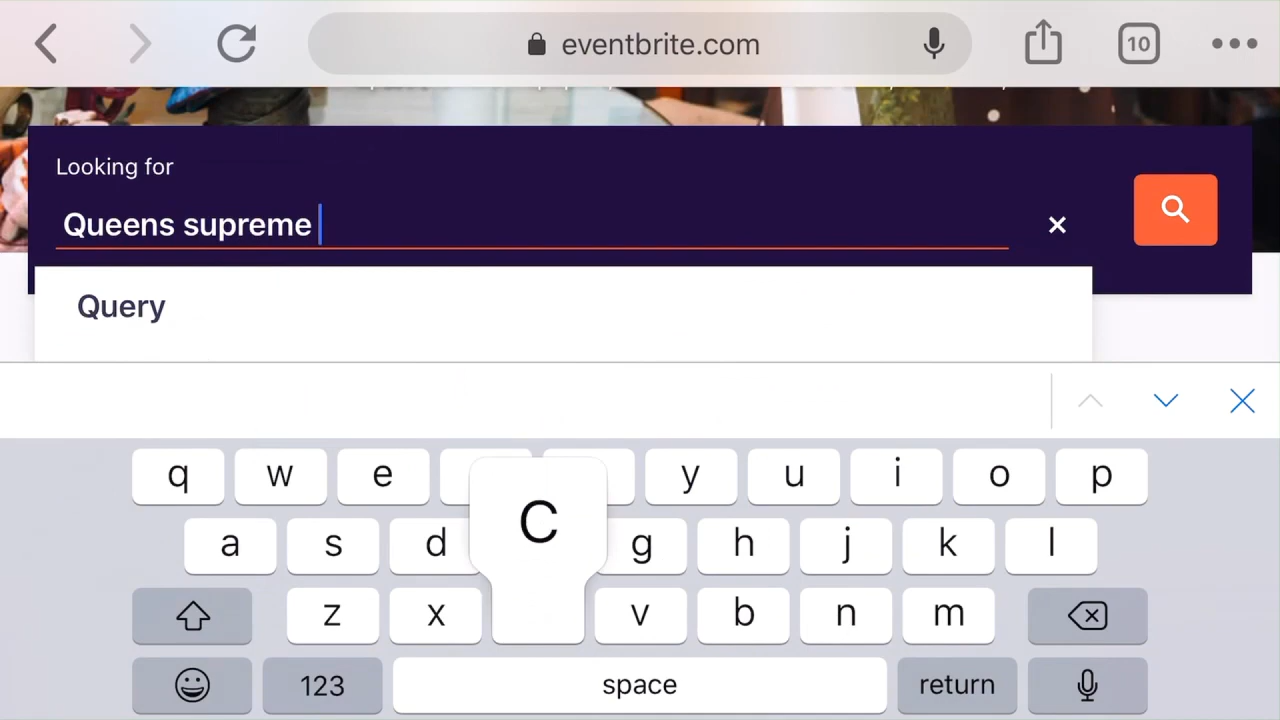 eventbrite.com
10
Looking for
Queens supreme
Query
q w e y u i o p
C
a s d g h j k l
z x v b n m
123 space return